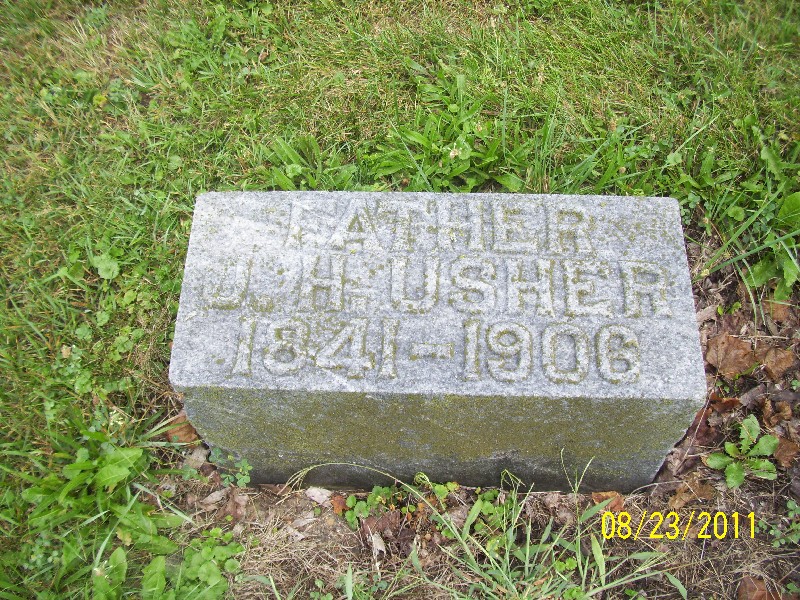 FATHER
J. H. USHER
1841-1906
08/23/2011